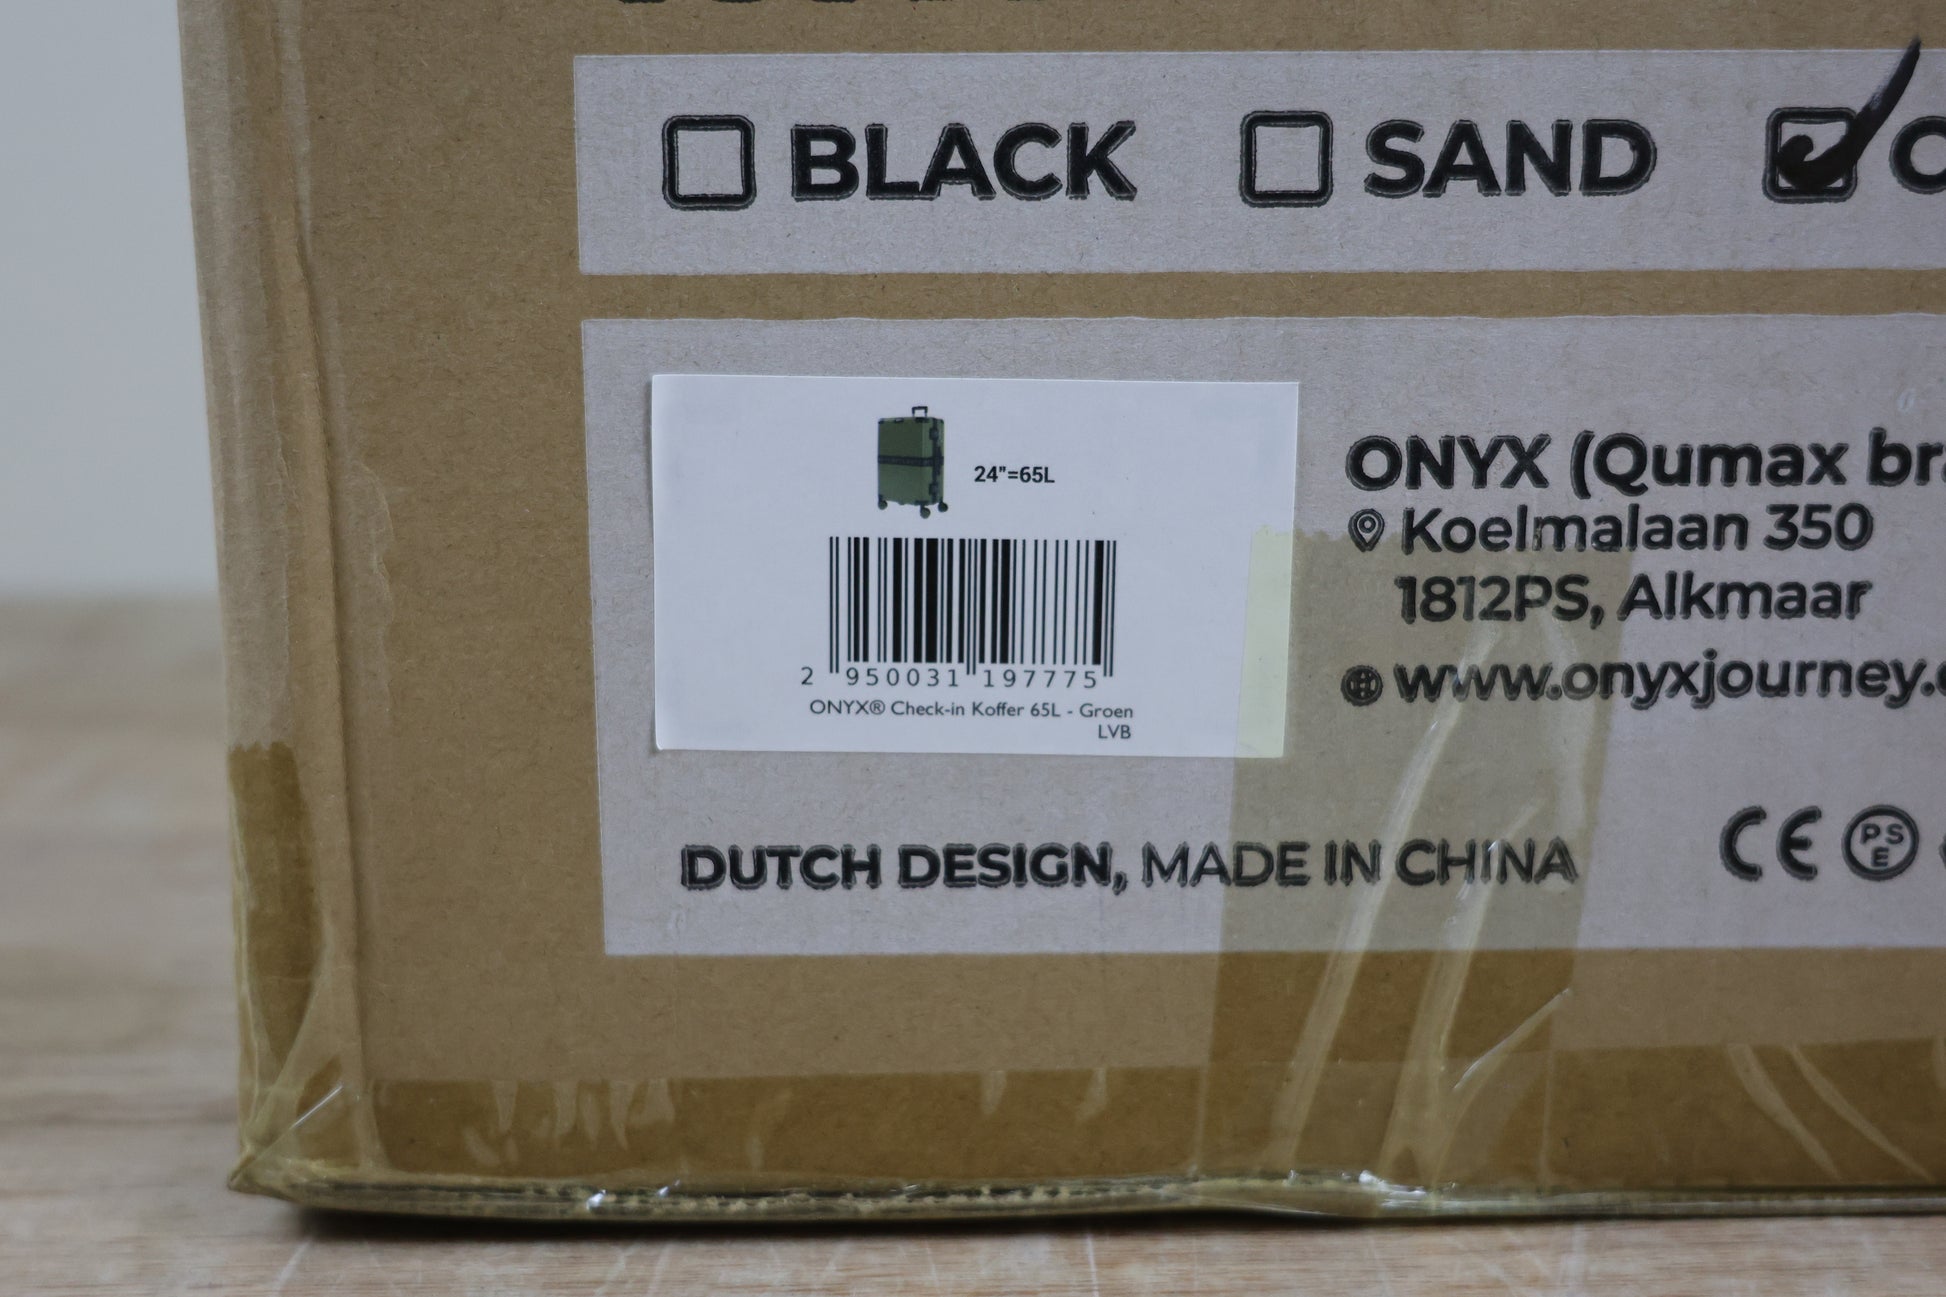 BLACK SAND
24"=65L
2 950031 197775
ONYX® Check-in Koffer 65L - Groen
LVB
ONYX (Qumax
Koelmalaan 350
1812PS, Alkmaar
www.onyxjourney.
DUTCH DESIGN, MADE IN CHINA
CE PSE